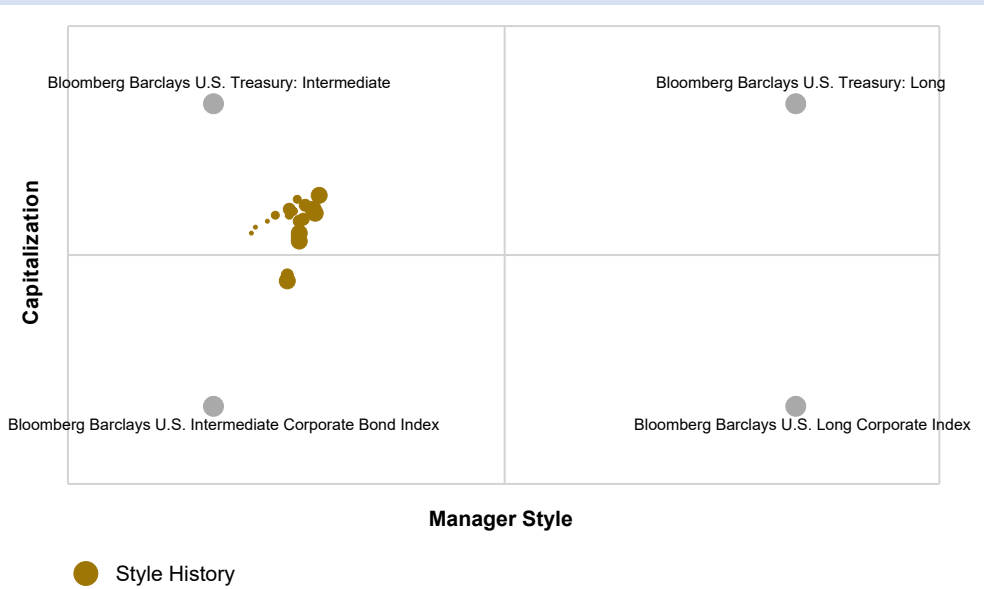 Bloomberg Barclays U.S. Treasury: Intermediate
Bloomberg Barclays U.S. Treasury: Long
Capitalization
Bloomberg Barclays U.S. Intermediate Corporate Bond Index
Bloomberg Barclays U.S. Long Corporate Index
Manager Style
Style History